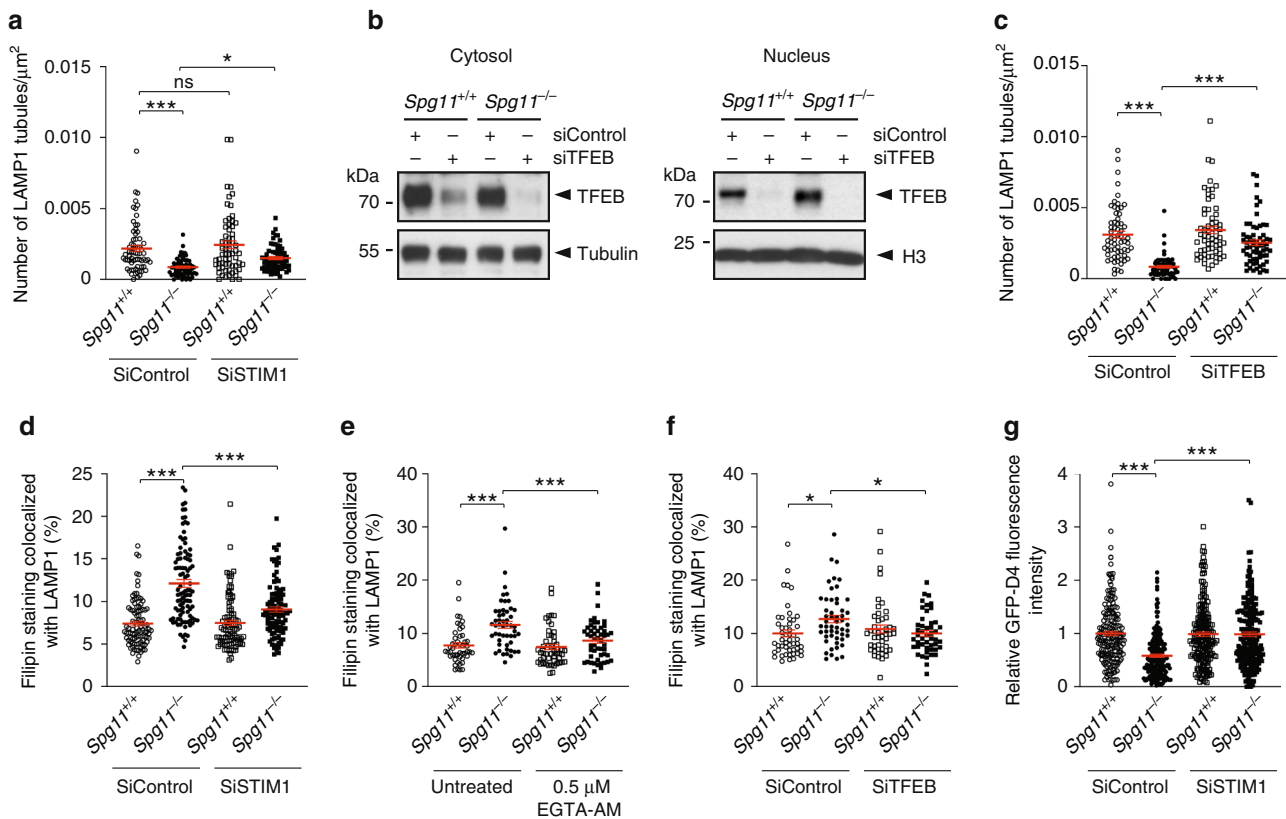 a
Number of LAMP1 tubules/μm²
0.015
0.010
0.005
0
*
ns
***
Spg11+/+
Spg11−/−
Spg11+/+
Spg11−/−
SiControl
SiSTIM1
b
Cytosol
Nucleus
Spg11+/+ Spg11−/−
Spg11+/+ Spg11−/−
+ − + − siControl + − + −
− + − + siTFEB − + − +
kDa
70
TFEB
55
Tubulin
kDa
70
TFEB
25
H3
c
Number of LAMP1 tubules/μm²
0.015
0.010
0.005
0
***
***
Spg11+/+
Spg11−/−
Spg11+/+
Spg11−/−
SiControl
SiTFEB
d
Filipin staining colocalized
with LAMP1 (%)
25
20
15
10
5
0
***
***
Spg11+/+
Spg11−/−
Spg11+/+
Spg11−/−
SiControl
SiSTIM1
e
Filipin staining colocalized
with LAMP1 (%)
40
30
20
10
0
***
***
Spg11+/+
Spg11−/−
Spg11+/+
Spg11−/−
Untreated
0.5 μM
EGTA-AM
f
Filipin staining colocalized
with LAMP1 (%)
40
30
20
10
0
*
*
Spg11+/+
Spg11−/−
Spg11+/+
Spg11−/−
SiControl
SiTFEB
g
Relative GFP-D4 fluorescence
intensity
4
3
2
1
0
***
***
Spg11+/+
Spg11−/−
Spg11+/+
Spg11−/−
SiControl
SiSTIM1